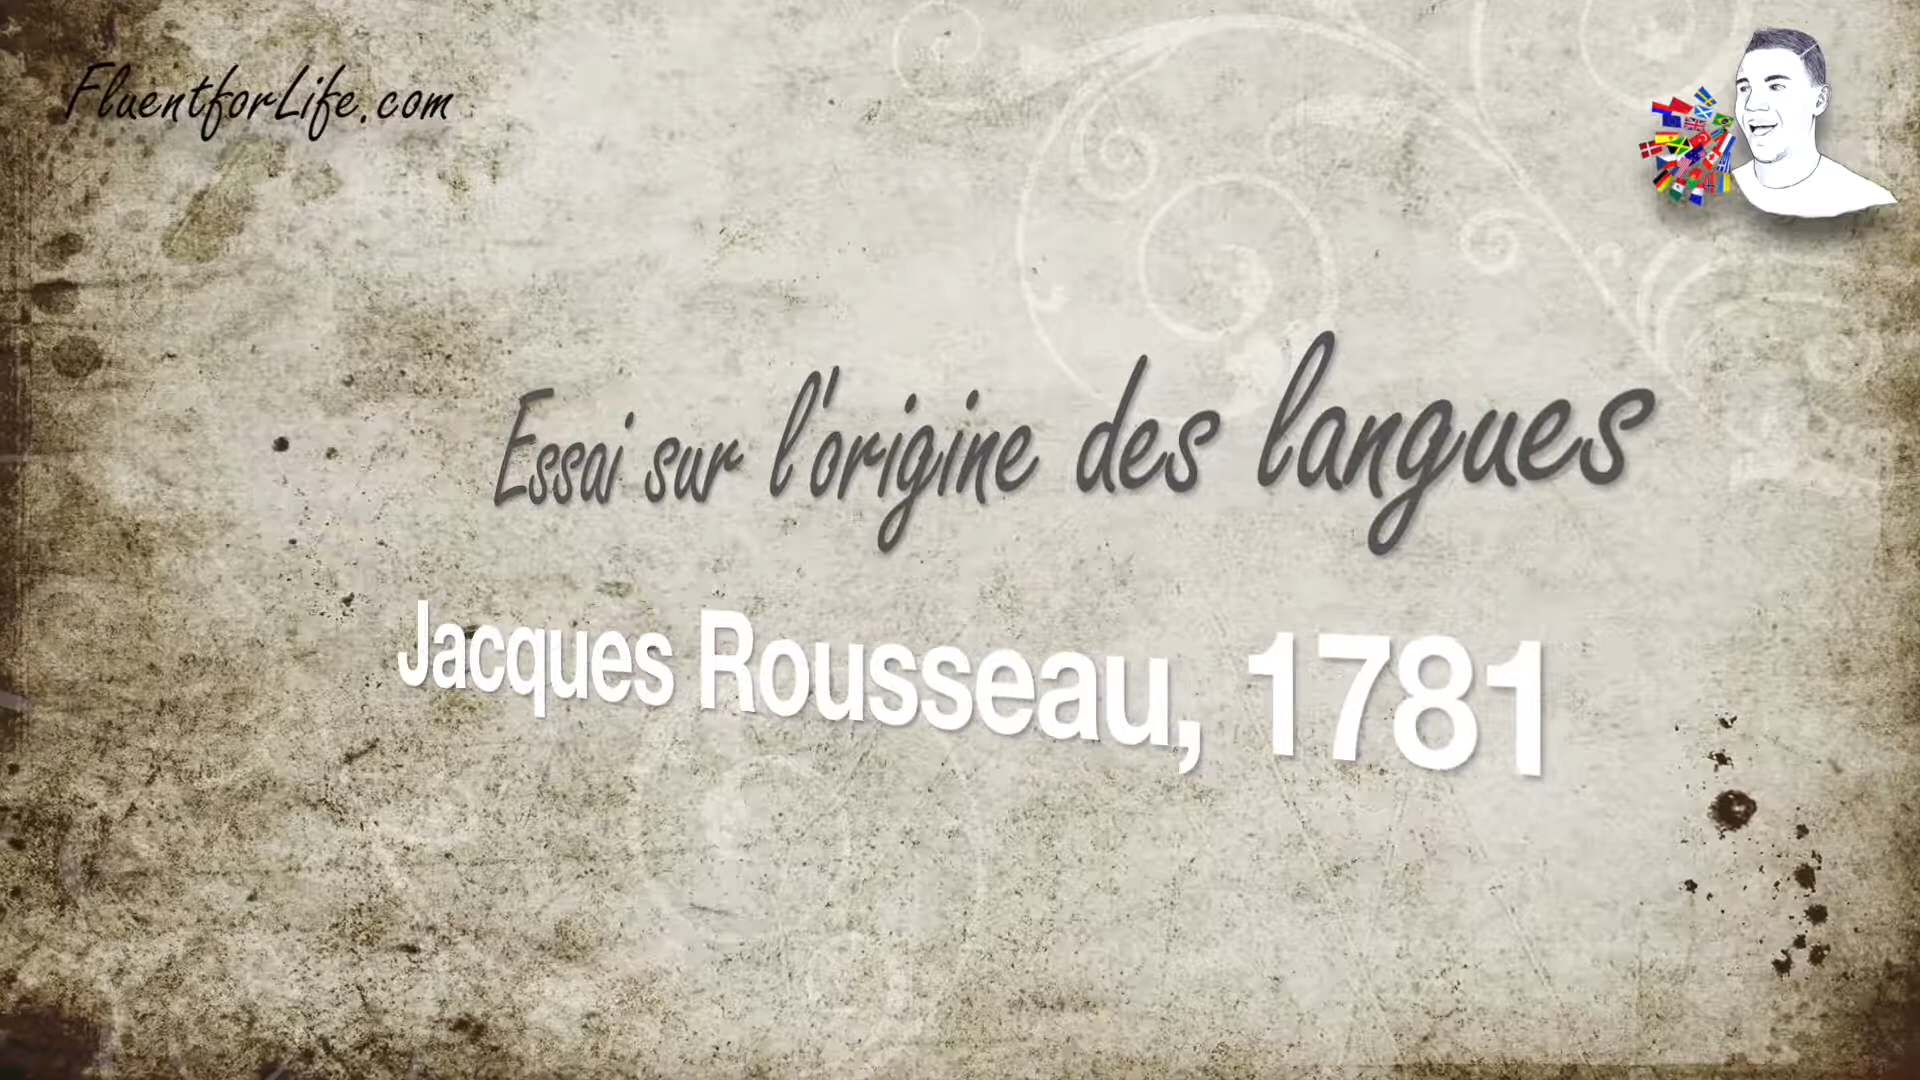 FluentforLife.com
Essai sur l'origine des langues
Jacques Rousseau, 1781